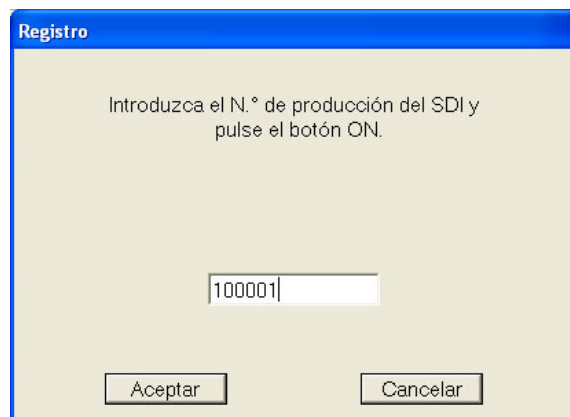 Registro
Introduzca el N.° de producción del SDI y
pulse el botón ON.
100001
Aceptar
Cancelar